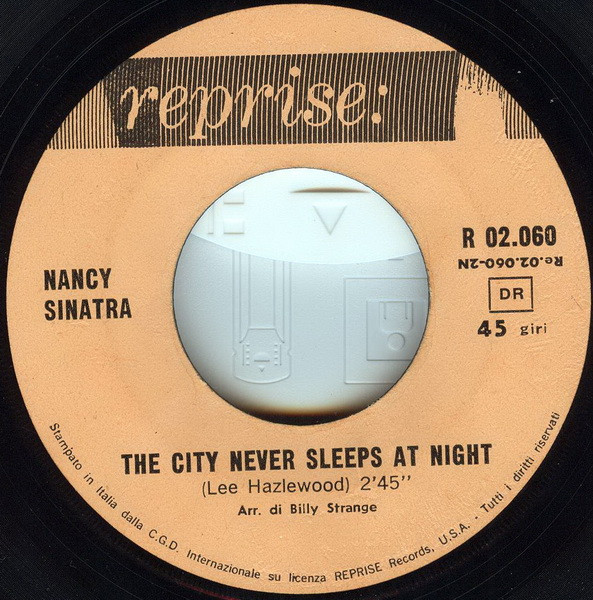 reprise:
NANCY
SINATRA
R 02.060
Re.02.060-2N
DR
45 giri
THE CITY NEVER SLEEPS AT NIGHT
(Lee Hazlewood) 2'45''
Arr. di Billy Strange
Stampato in Italia dalla C.G.D. Internazionale su licenza REPRISE Records, U.S.A. - Tutti i diritti riservati